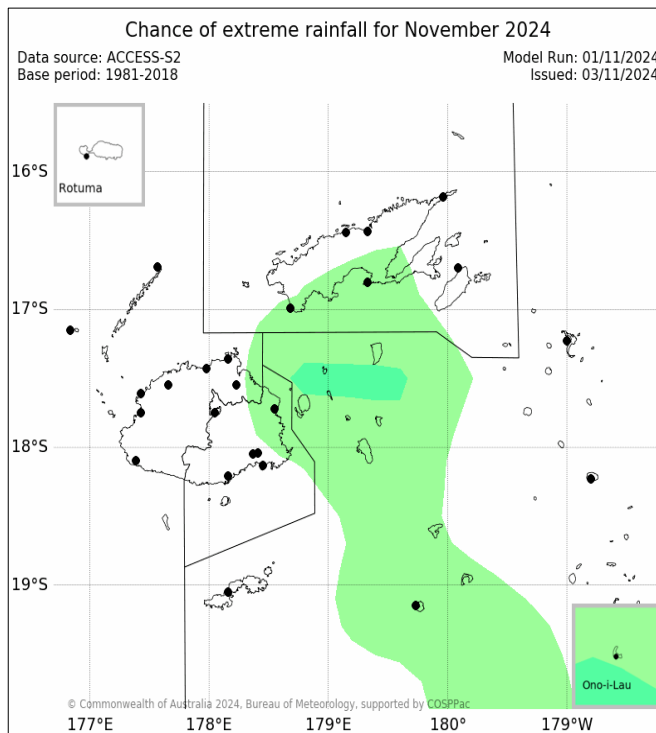 Chance of extreme rainfall for November 2024
Data source: ACCESS-S2
Model Run: 01/11/2024
Base period: 1981-2018
Issued: 03/11/2024
Rotuma
16°S
17°S
18°S
19°S
Ono-i-Lau
© Commonwealth of Australia 2024, Bureau of Meteorology, supported by COSPPac
177°E
178°E
179°E
180°
179°W